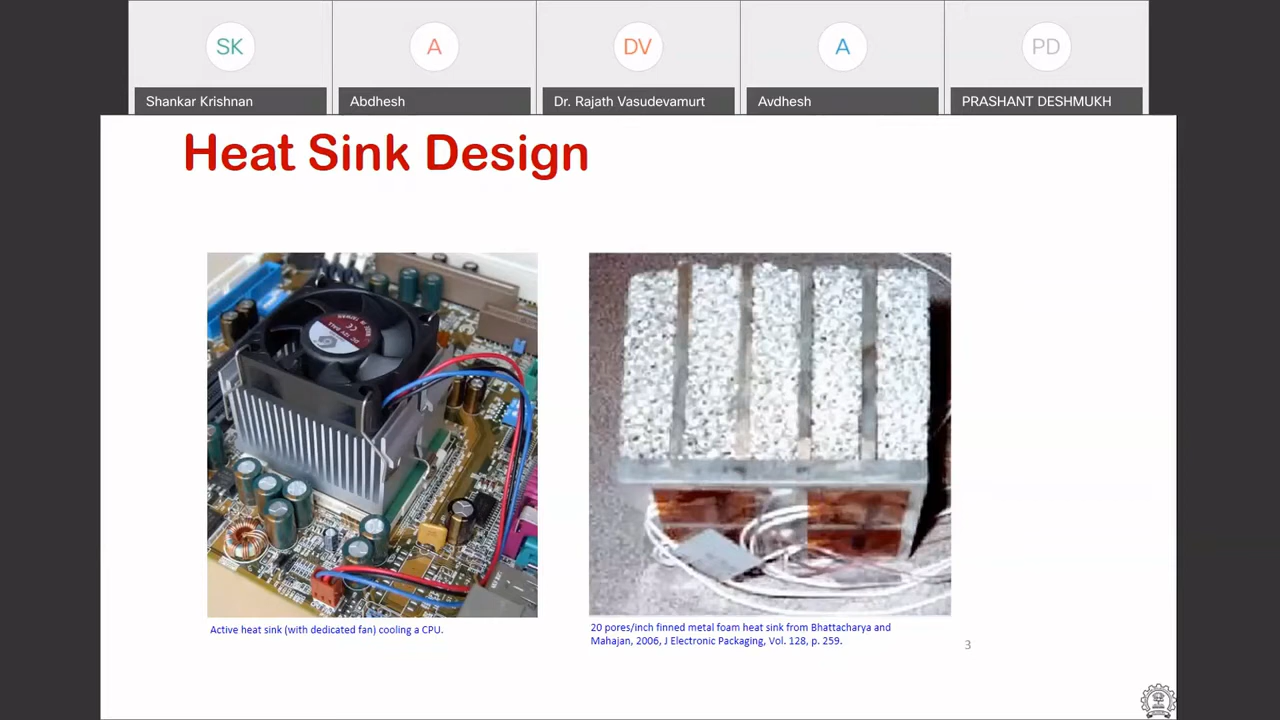 SK A DV A PD
Shankar Krishnan Abdhesh Dr. Rajath Vasudevamurt Avdhesh PRASHANT DESHMUKH
Heat Sink Design
Active heat sink (with dedicated fan) cooling a CPU.
20 pores/inch finned metal foam heat sink from Bhattacharya and
Mahajan, 2006, J Electronic Packaging, Vol. 128, p. 259.
3